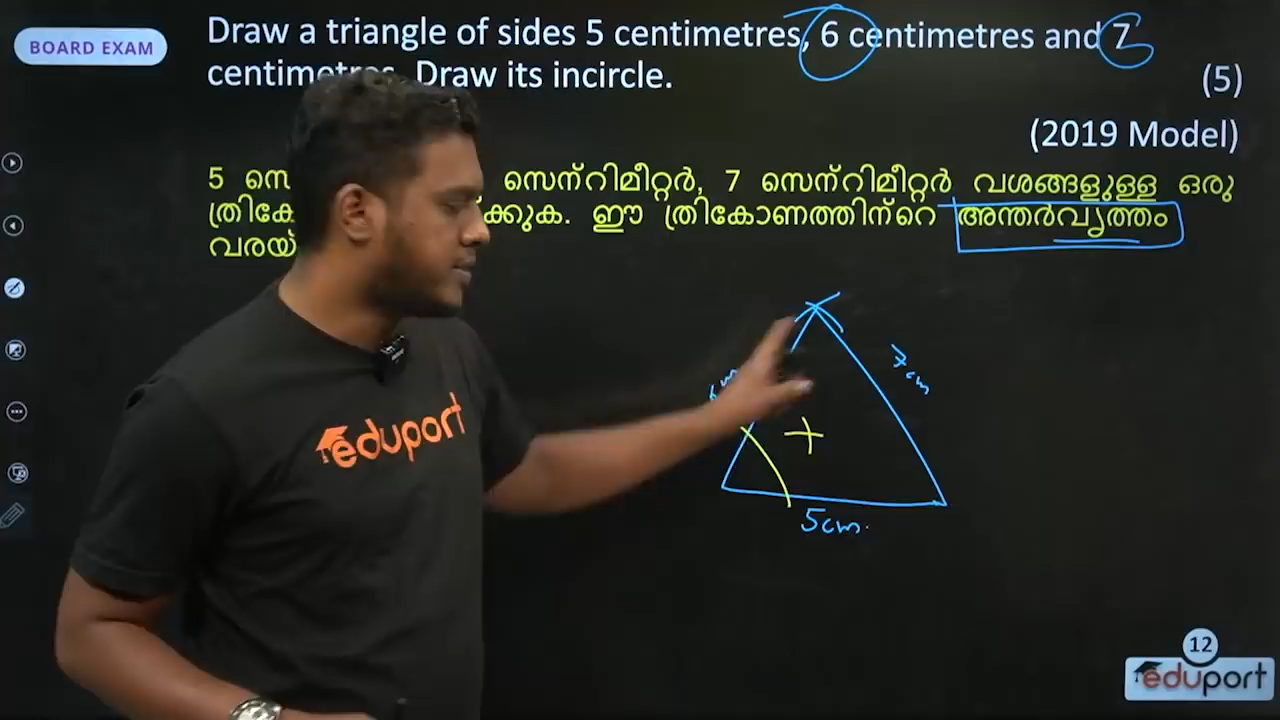 BOARD EXAM
Draw a triangle of sides 5 centimetres, 6 centimetres and 7
centimetres. Draw its incircle.
(5)
(2019 Model)
5 സെ സെന്റിമീറ്റർ, 7 സെന്റിമീറ്റർ വശങ്ങളുള്ള ഒരു
ത്രികോ ക്കുക. ഈ ത്രികോണത്തിന്റെ അന്തർവൃത്തം
വരയ്
7cm
5cm.
eduport
12
eduport